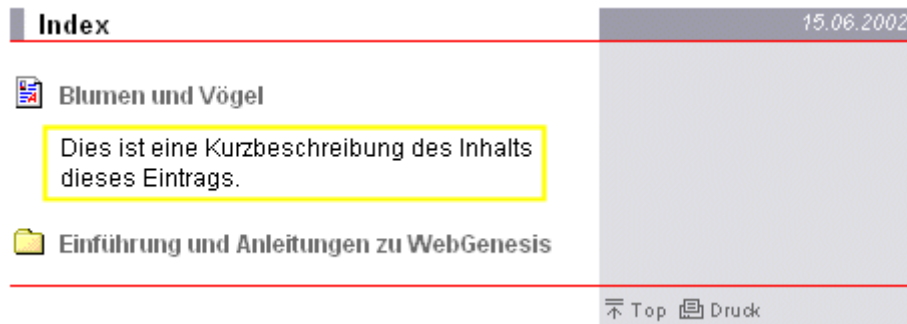 Index
15.06.2002
Blumen und Vögel
Dies ist eine Kurzbeschreibung des Inhalts
dieses Eintrags.
Einführung und Anleitungen zu WebGenesis
Top Druck